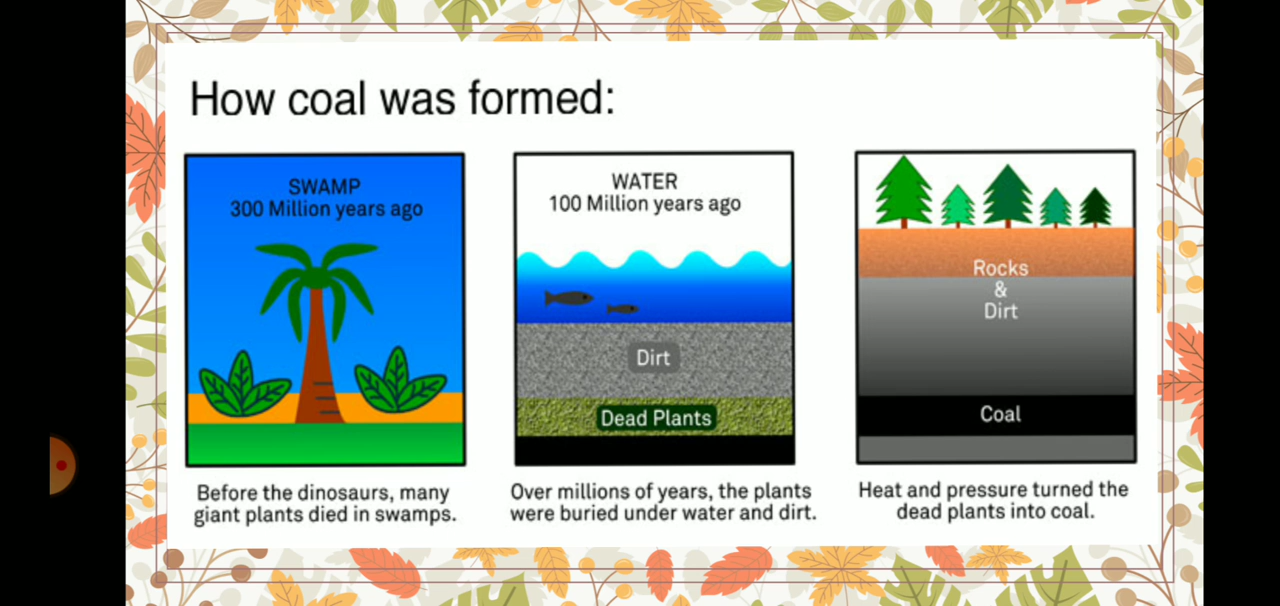 How coal was formed:
SWAMP
300 Million years ago
WATER
100 Million years ago
Dirt
Dead Plants
Rocks
&
Dirt
Coal
Before the dinosaurs, many
giant plants died in swamps.
Over millions of years, the plants
were buried under water and dirt.
Heat and pressure turned the
dead plants into coal.